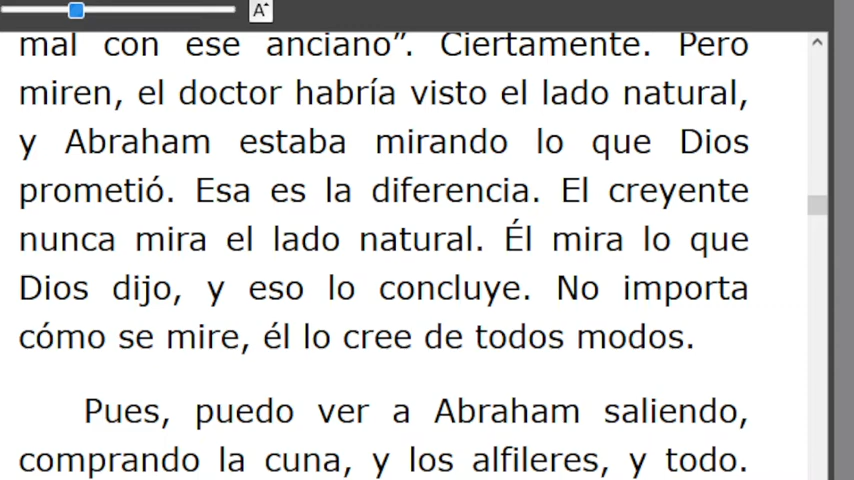 A
mal con ese anciano”. Ciertamente. Pero
miren, el doctor habría visto el lado natural,
y Abraham estaba mirando lo que Dios
prometió. Esa es la diferencia. El creyente
nunca mira el lado natural. Él mira lo que
Dios dijo, y eso lo concluye. No importa
cómo se mire, él lo cree de todos modos.
Pues, puedo ver a Abraham saliendo,
comprando la cuna, y los alfileres, y todo.